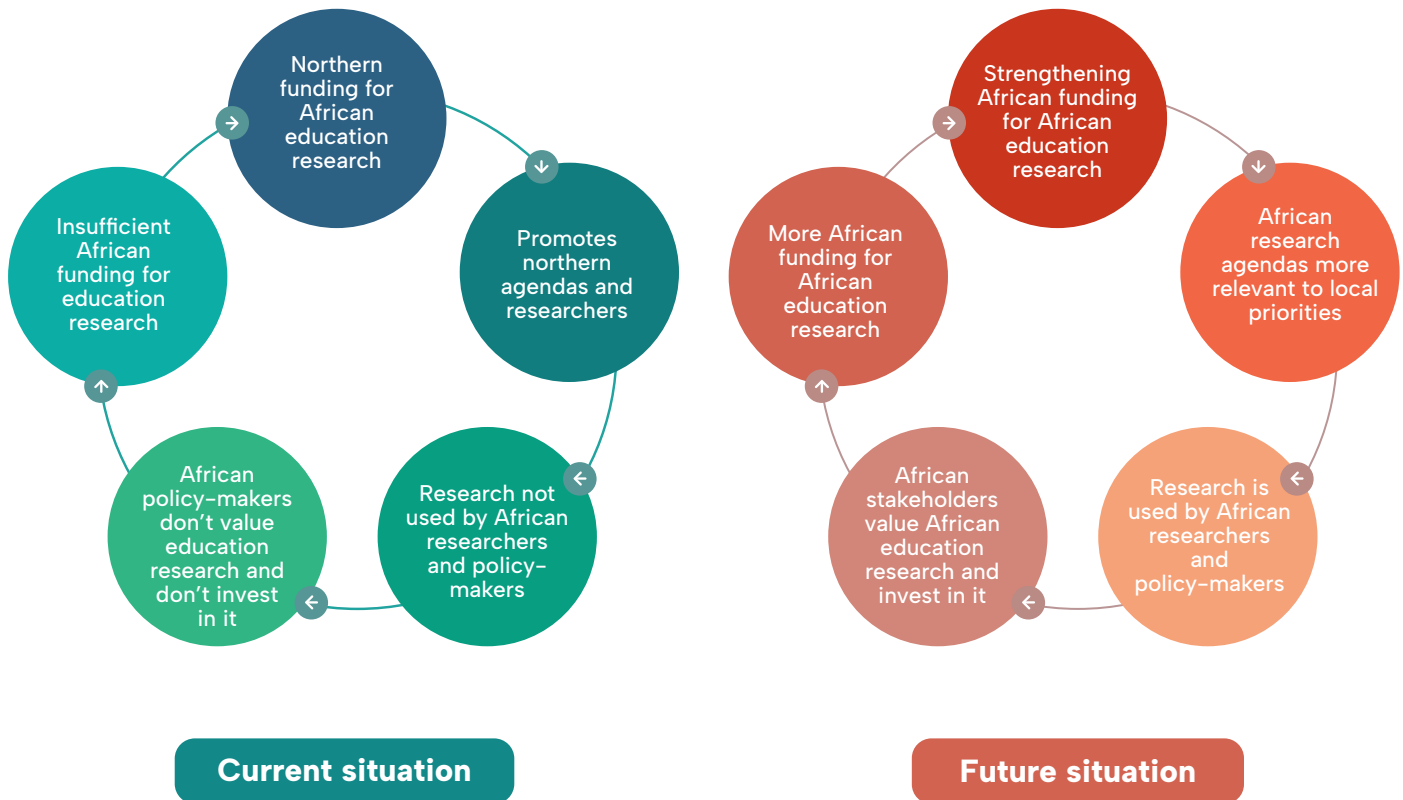 Northern
funding for
African
education
research
Promotes
northern
agendas and
researchers
Research not
used by African
researchers
and policy-
makers
African
policy-makers
don’t value
education
research and
don’t invest
in it
Insufficient
African
funding for
education
research
Current situation
Strengthening
African funding
for African
education
research
African
research
agendas more
relevant to local
priorities
Research is
used by African
researchers
and
policy-makers
African
stakeholders
value African
education
research and
invest in it
More African
funding for
African
education
research
Future situation